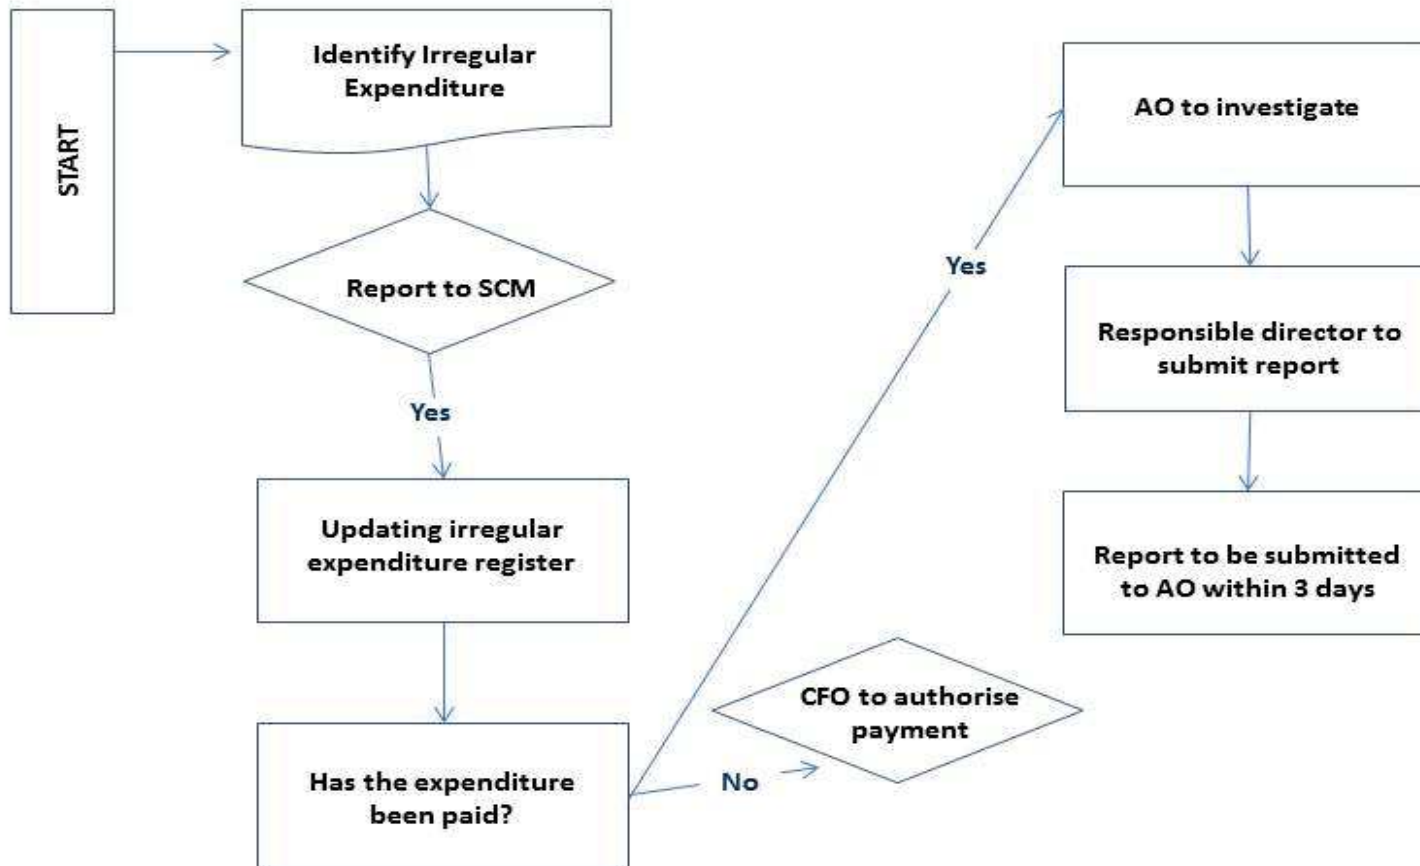 START
Identify Irregular
Expenditure
Report to SCM
Yes
Updating irregular
expenditure register
Has the expenditure
been paid?
No
CFO to authorise
payment
Yes
AO to investigate
Responsible director to
submit report
Report to be submitted
to AO within 3 days